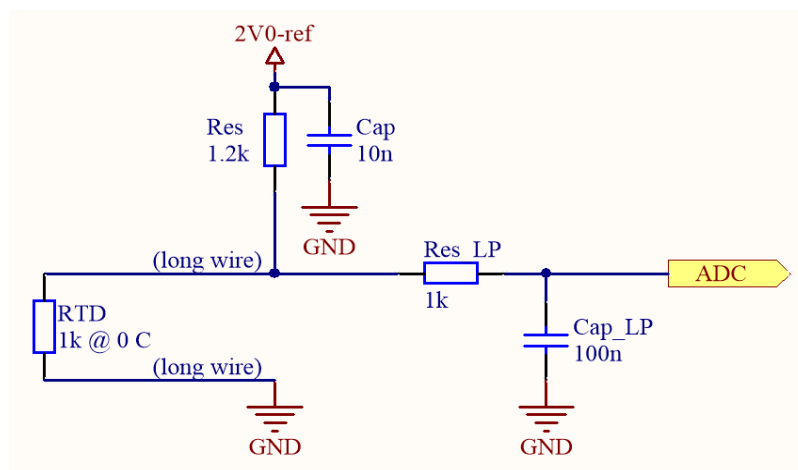 2V0-ref
Res
1.2k
Cap
10n
GND
(long wire)
Res_LP
1k
ADC
RTD
1k @ 0 C
Cap_LP
100n
(long wire)
GND
GND